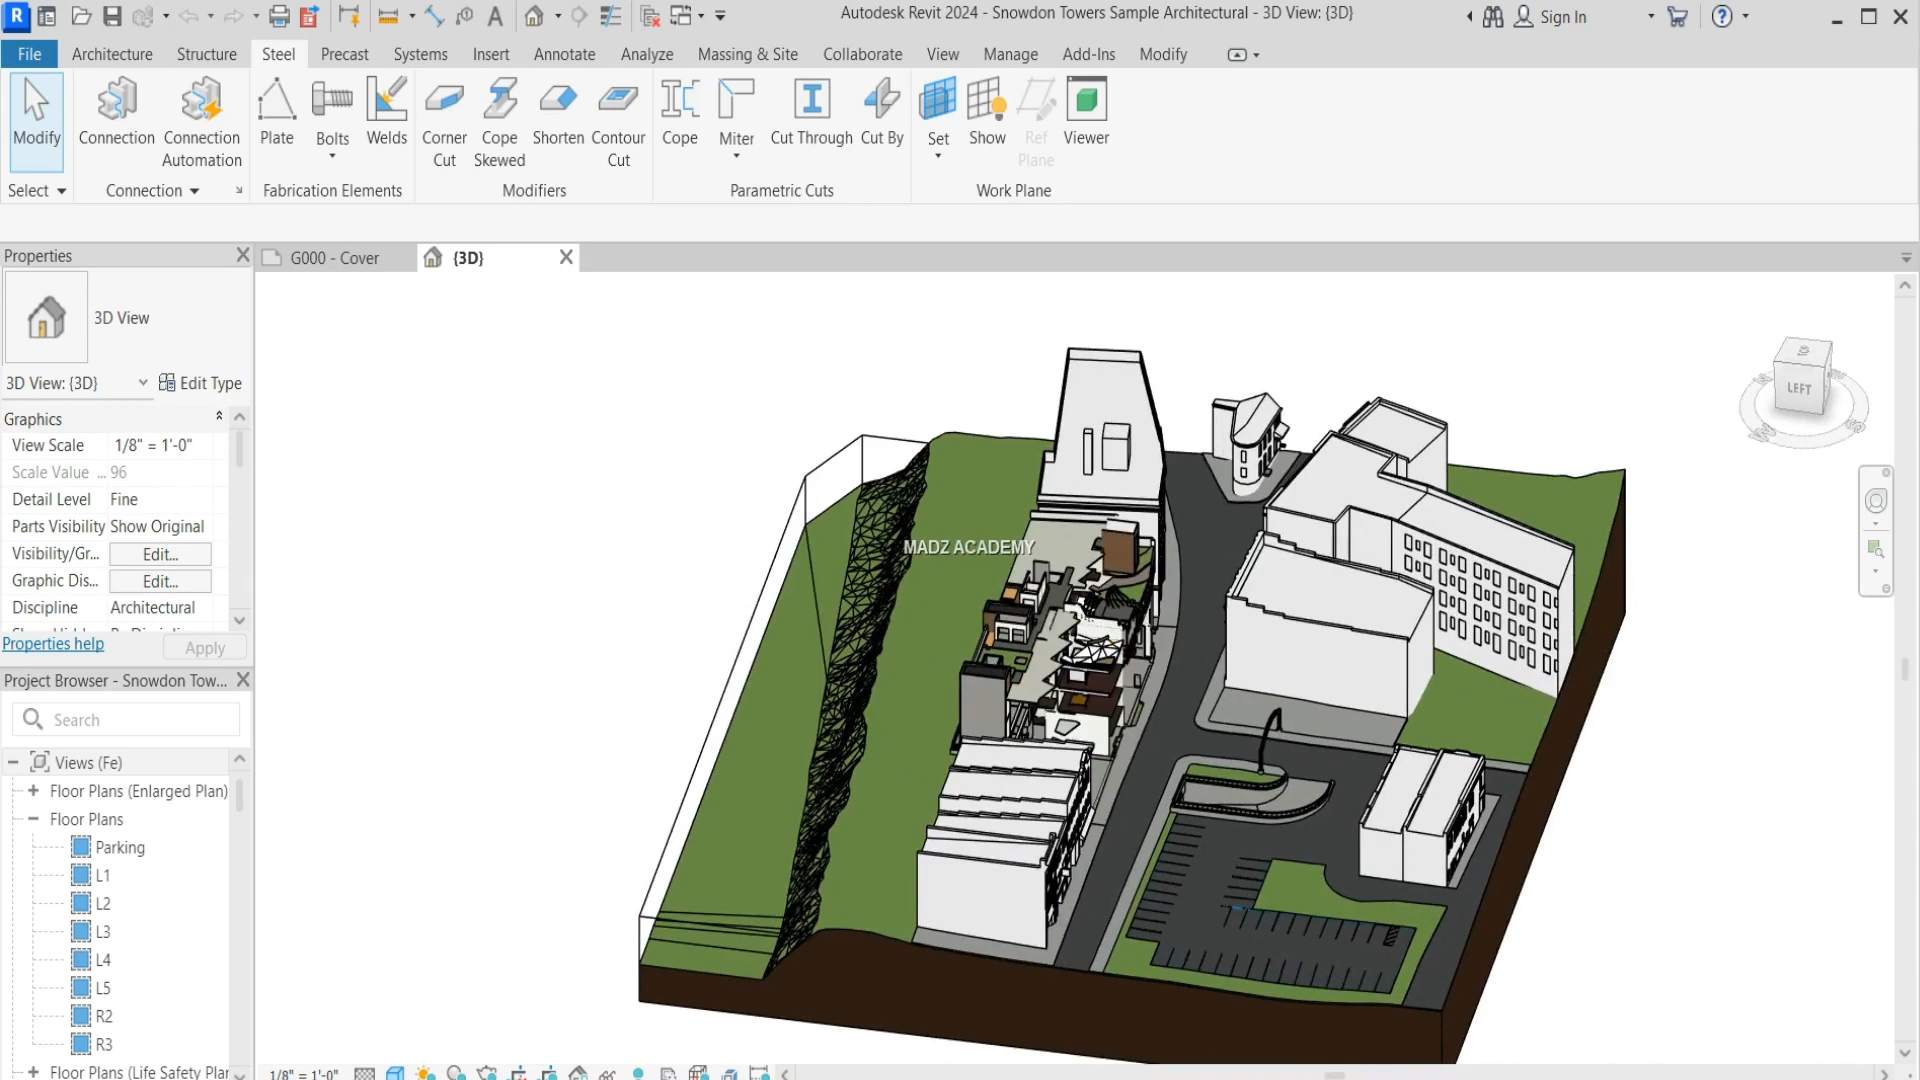 Autodesk Revit 2024 - Snowdon Towers Sample Architectural - 3D View: {3D}
Sign In
File Architecture Structure Steel Precast Systems Insert Annotate Analyze Massing & Site Collaborate View Manage Add-Ins Modify
Modify
Connection
Connection Automation
Plate
Bolts
Welds
Corner Cut
Cope Skewed
Shorten
Contour Cut
Cope
Miter
Cut Through
Cut By
Set
Show
Ref Plane
Viewer
Select
Connection
Fabrication Elements
Modifiers
Parametric Cuts
Work Plane
Properties
G000 - Cover
{3D}
3D View
3D View: {3D}
Edit Type
Graphics
View Scale 1/8" = 1'-0"
Scale Value ... 96
Detail Level Fine
Parts Visibility Show Original
Visibility/Gr... Edit...
Graphic Dis... Edit...
Discipline Architectural
Properties help
Apply
Project Browser - Snowdon Tow...
Search
Views (Fe)
Floor Plans (Enlarged Plan)
Floor Plans
Parking
L1
L2
L3
L4
L5
R2
R3
Floor Plans (Life Safety Plan
MADZ ACADEMY
LEFT
1/8" = 1'-0"